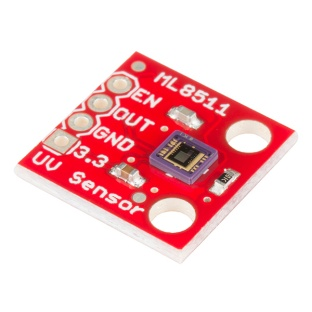 ML8511
EN
OUT
GND
3.3
UV Sensor